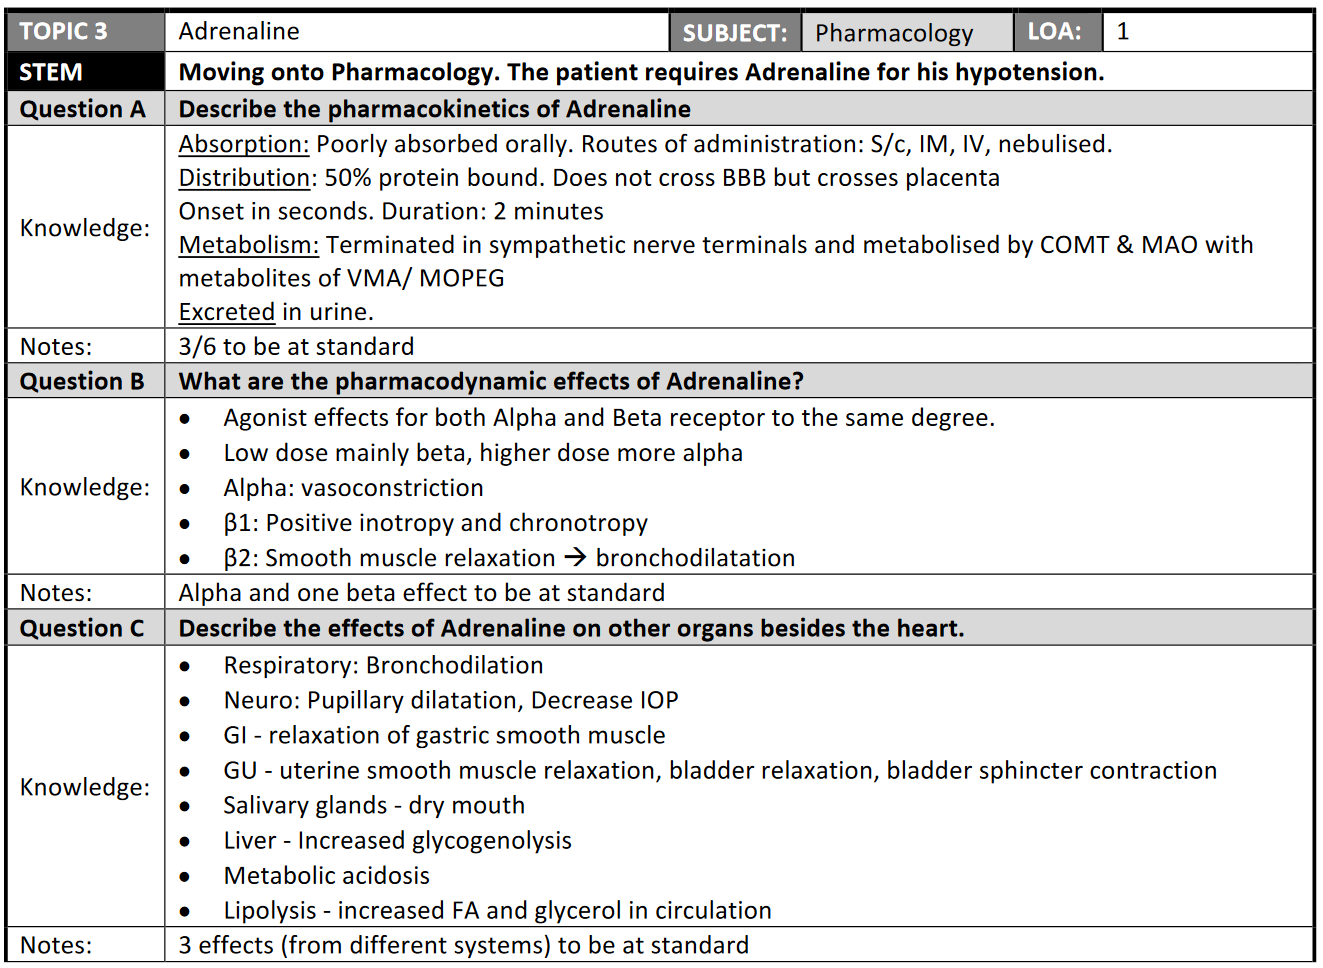 TOPIC 3 Adrenaline SUBJECT: Pharmacology LOA: 1
STEM Moving onto Pharmacology. The patient requires Adrenaline for his hypotension.
Question A Describe the pharmacokinetics of Adrenaline
Knowledge:
Absorption: Poorly absorbed orally. Routes of administration: S/c, IM, IV, nebulised.
Distribution: 50% protein bound. Does not cross BBB but crosses placenta
Onset in seconds. Duration: 2 minutes
Metabolism: Terminated in sympathetic nerve terminals and metabolised by COMT & MAO with
metabolites of VMA/ MOPEG
Excreted in urine.
Notes: 3/6 to be at standard
Question B What are the pharmacodynamic effects of Adrenaline?
Knowledge:
• Agonist effects for both Alpha and Beta receptor to the same degree.
• Low dose mainly beta, higher dose more alpha
• Alpha: vasoconstriction
• β1: Positive inotropy and chronotropy
• β2: Smooth muscle relaxation → bronchodilatation
Notes: Alpha and one beta effect to be at standard
Question C Describe the effects of Adrenaline on other organs besides the heart.
Knowledge:
• Respiratory: Bronchodilation
• Neuro: Pupillary dilatation, Decrease IOP
• GI - relaxation of gastric smooth muscle
• GU - uterine smooth muscle relaxation, bladder relaxation, bladder sphincter contraction
• Salivary glands - dry mouth
• Liver - Increased glycogenolysis
• Metabolic acidosis
• Lipolysis - increased FA and glycerol in circulation
Notes: 3 effects (from different systems) to be at standard